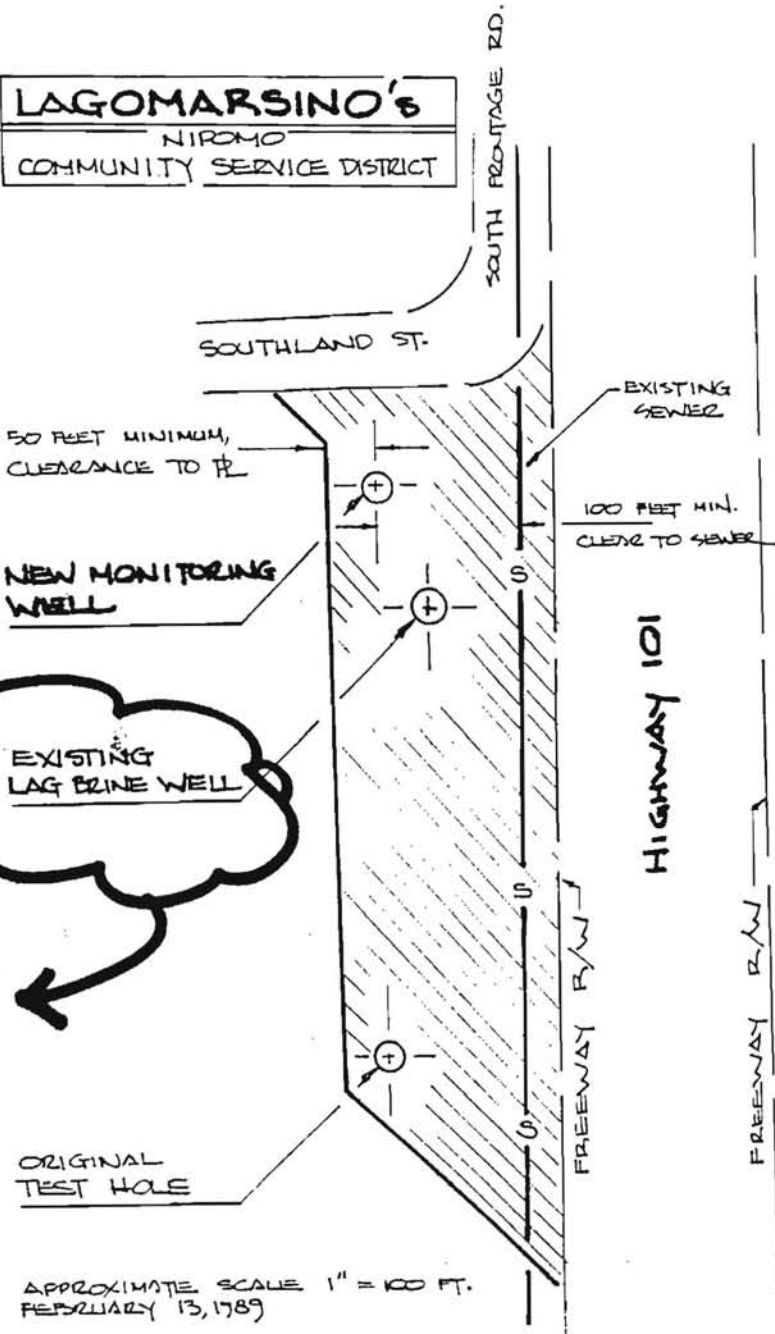 LAGOMARSINO's
NIPOMO
COMMUNITY SERVICE DISTRICT
SOUTH FRONTAGE RD.
SOUTHLAND ST.
EXISTING
SEWER
50 FEET MINIMUM,
CLEARANCE TO PL
100 FEET MIN.
CLEAR TO SEWER
S
NEW MONITORING
WELL
HIGHWAY 101
EXISTING
LAG BRINE WELL
S
FREEWAY R/W
FREEWAY R/W
S
ORIGINAL
TEST HOLE
APPROXIMATE SCALE 1" = 100 FT.
FEBRUARY 13, 1989